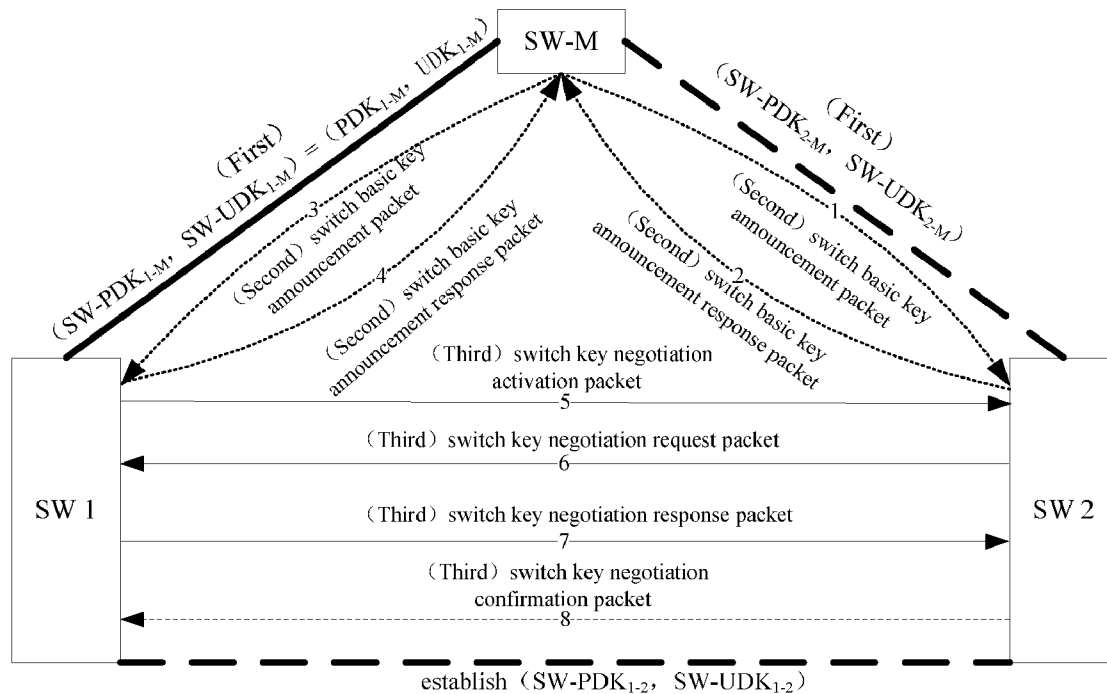 SW-M
(First)
(SW-PDK1-M, SW-UDK1-M) = (PDK1-M, UDK1-M)
(First)
(SW-PDK2-M, SW-UDK2-M)
3
(Second) switch basic key
announcement packet
4
(Second) switch basic key
announcement response packet
1
(Second) switch basic key
announcement packet
2
(Second) switch basic key
announcement response packet
SW 1
SW 2
(Third) switch key negotiation
activation packet
5
(Third) switch key negotiation request packet
6
(Third) switch key negotiation response packet
7
(Third) switch key negotiation
confirmation packet
8
establish (SW-PDK1-2, SW-UDK1-2)